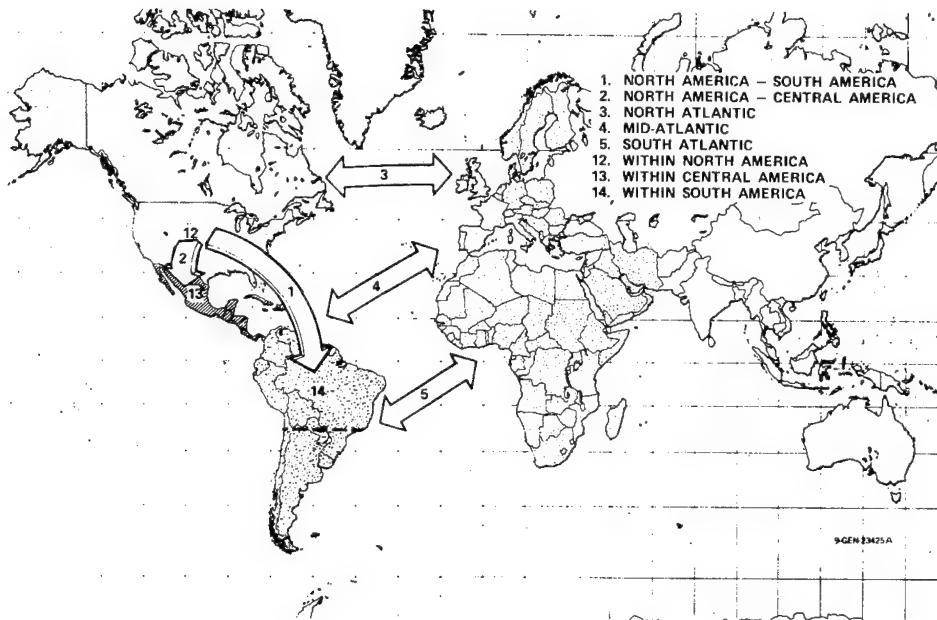 1. NORTH AMERICA – SOUTH AMERICA
2. NORTH AMERICA – CENTRAL AMERICA
3. NORTH ATLANTIC
4. MID-ATLANTIC
5. SOUTH ATLANTIC
12. WITHIN NORTH AMERICA
13. WITHIN CENTRAL AMERICA
14. WITHIN SOUTH AMERICA
3
12
2
13
1
4
14
5
9-GEN-23425A